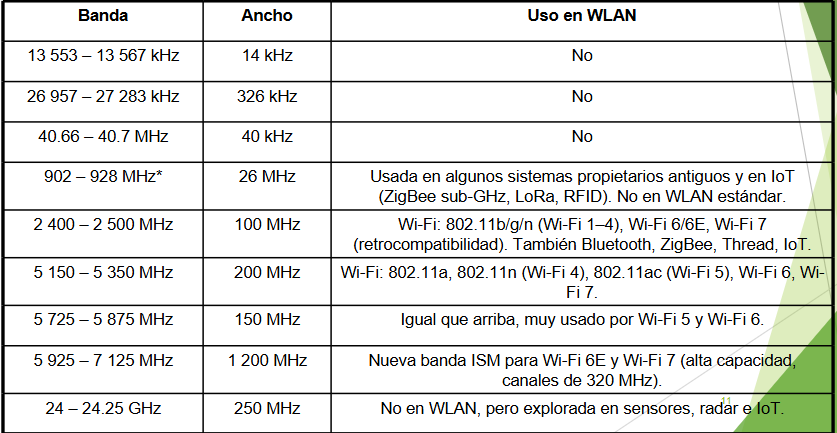 Banda Ancho Uso en WLAN
13 553 – 13 567 kHz 14 kHz No
26 957 – 27 283 kHz 326 kHz No
40.66 – 40.7 MHz 40 kHz No
902 – 928 MHz* 26 MHz Usada en algunos sistemas propietarios antiguos y en IoT
(ZigBee sub-GHz, LoRa, RFID). No en WLAN estándar.
2 400 – 2 500 MHz 100 MHz Wi-Fi: 802.11b/g/n (Wi-Fi 1–4), Wi-Fi 6/6E, Wi-Fi 7
(retrocompatibilidad). También Bluetooth, ZigBee, Thread, IoT.
5 150 – 5 350 MHz 200 MHz Wi-Fi: 802.11a, 802.11n (Wi-Fi 4), 802.11ac (Wi-Fi 5), Wi-Fi 6, Wi-
Fi 7.
5 725 – 5 875 MHz 150 MHz Igual que arriba, muy usado por Wi-Fi 5 y Wi-Fi 6.
5 925 – 7 125 MHz 1 200 MHz Nueva banda ISM para Wi-Fi 6E y Wi-Fi 7 (alta capacidad,
canales de 320 MHz).
24 – 24.25 GHz 250 MHz No en WLAN, pero explorada en sensores, radar e IoT.
11